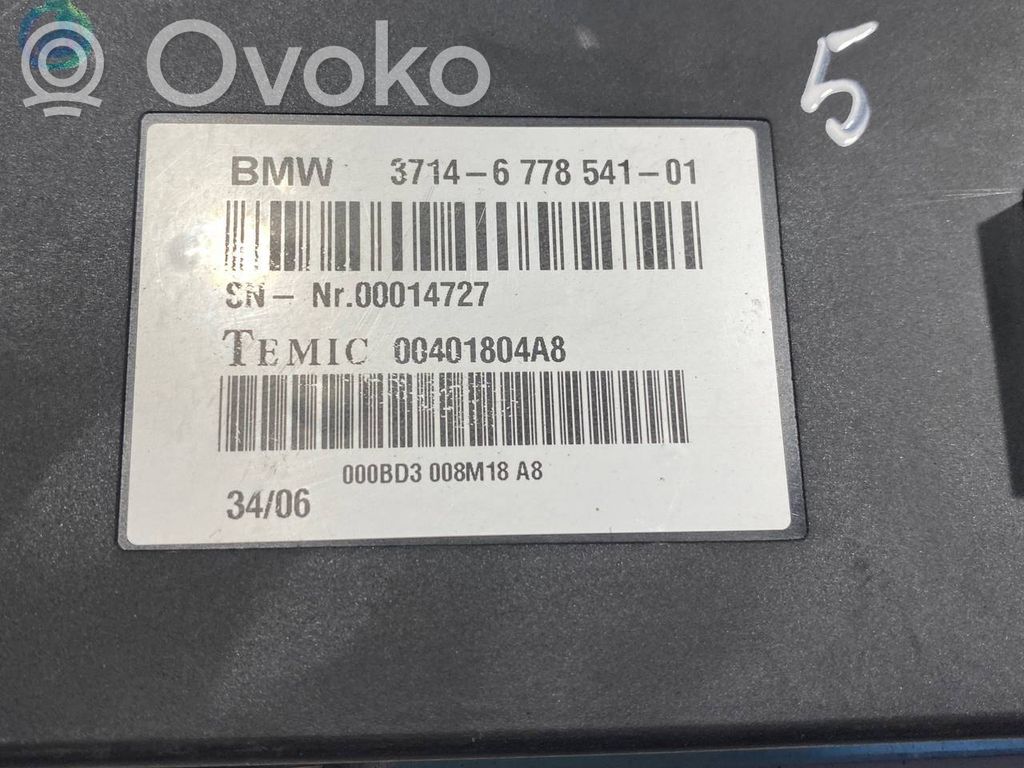 Ovoko
5
BMW 3714-6 778 541-01
SN- Nr.00014727
TEMIC 00401804A8
000BD3 008M18 A8
34/06